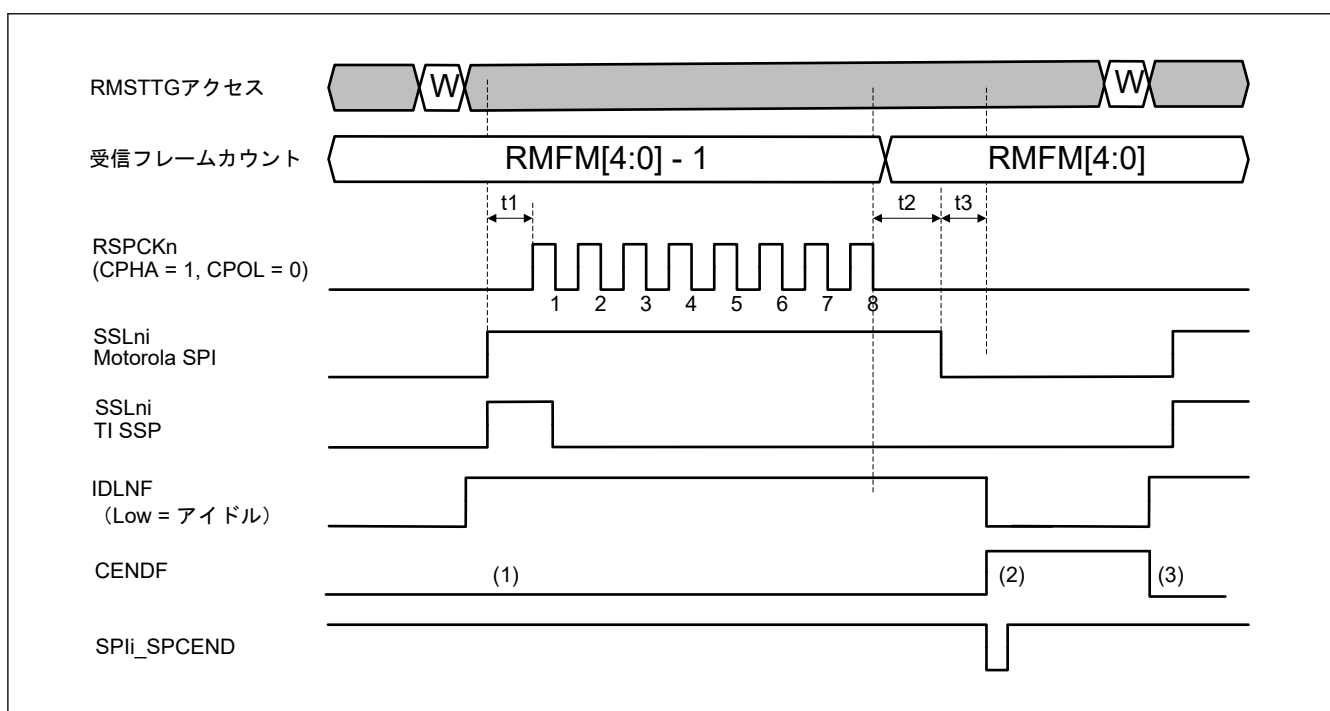 RMSTTGアクセス
W
W
受信フレームカウント
RMFM[4:0] - 1
RMFM[4:0]
t1
t2
t3
RSPCKn
(CPHA = 1, CPOL = 0)
1 2 3 4 5 6 7 8
SSLni
Motorola SPI
SSLni
TI SSP
IDLNF
（Low = アイドル）
CENDF
(1)
(2)
(3)
SPIi_SPCEND